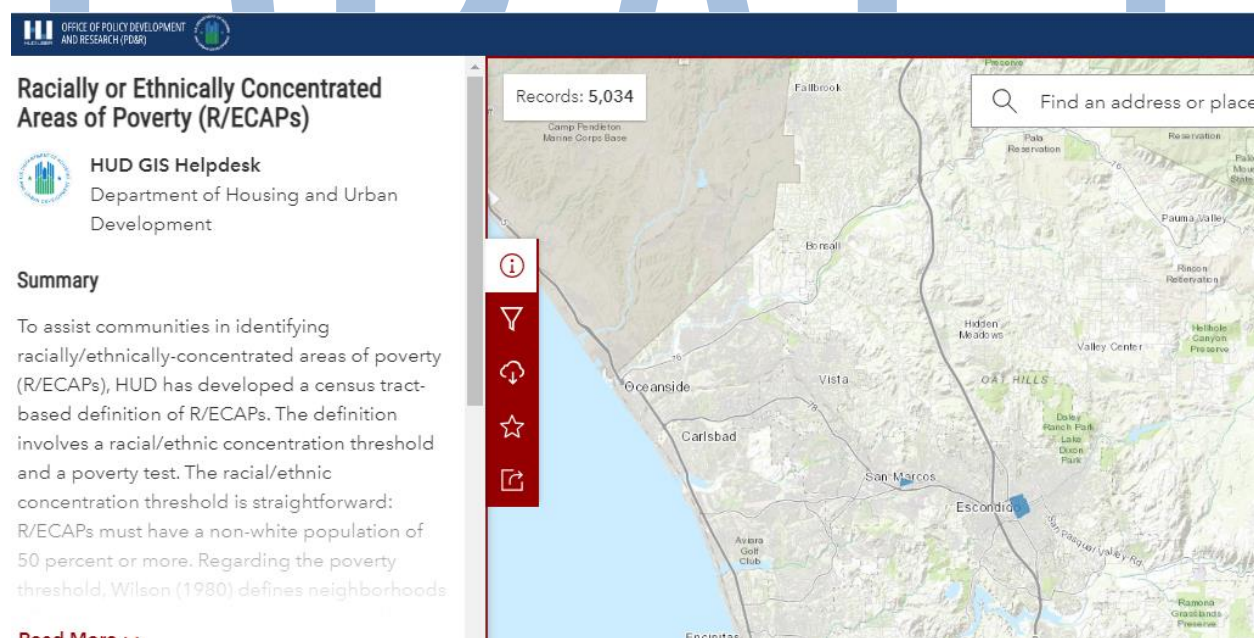 OFFICE OF POLICY DEVELOPMENT
AND RESEARCH (PD&R)
Racially or Ethnically Concentrated
Areas of Poverty (R/ECAPs)
HUD GIS Helpdesk
Department of Housing and Urban
Development
Summary
To assist communities in identifying
racially/ethnically-concentrated areas of poverty
(R/ECAPs), HUD has developed a census tract-
based definition of R/ECAPs. The definition
involves a racial/ethnic concentration threshold
and a poverty test. The racial/ethnic
concentration threshold is straightforward:
R/ECAPs must have a non-white population of
50 percent or more. Regarding the poverty
threshold, Wilson (1980) defines neighborhoods
Read More
Records: 5,034
Find an address or place
Preserve
Fallbrook
Camp Pendleton
Marine Corps Base
Pala
Reservation
Reservation
Pauma Valley
Bonsall
Rincon
Reservation
Hidden
Meadows
Valley Center
Hellhole
Canyon
Preserve
76
Oceanside
Vista
OAT HILLS
Daley
Ranch Park
Lake
Dixon
Park
78
Carlsbad
San Marcos
Escondido
San Pasqual Valley Rd
Aviara
Golf
Club
Ramona
Grasslands
Preserve
Encinitas